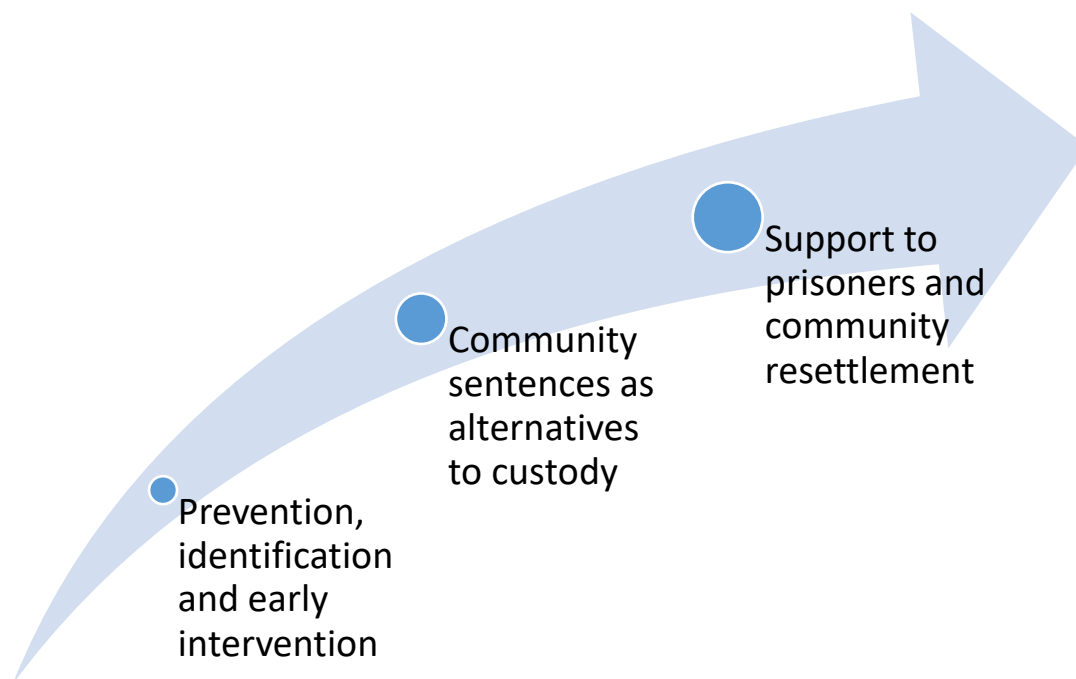 Prevention,
identification
and early
intervention
Community
sentences as
alternatives
to custody
Support to
prisoners and
community
resettlement